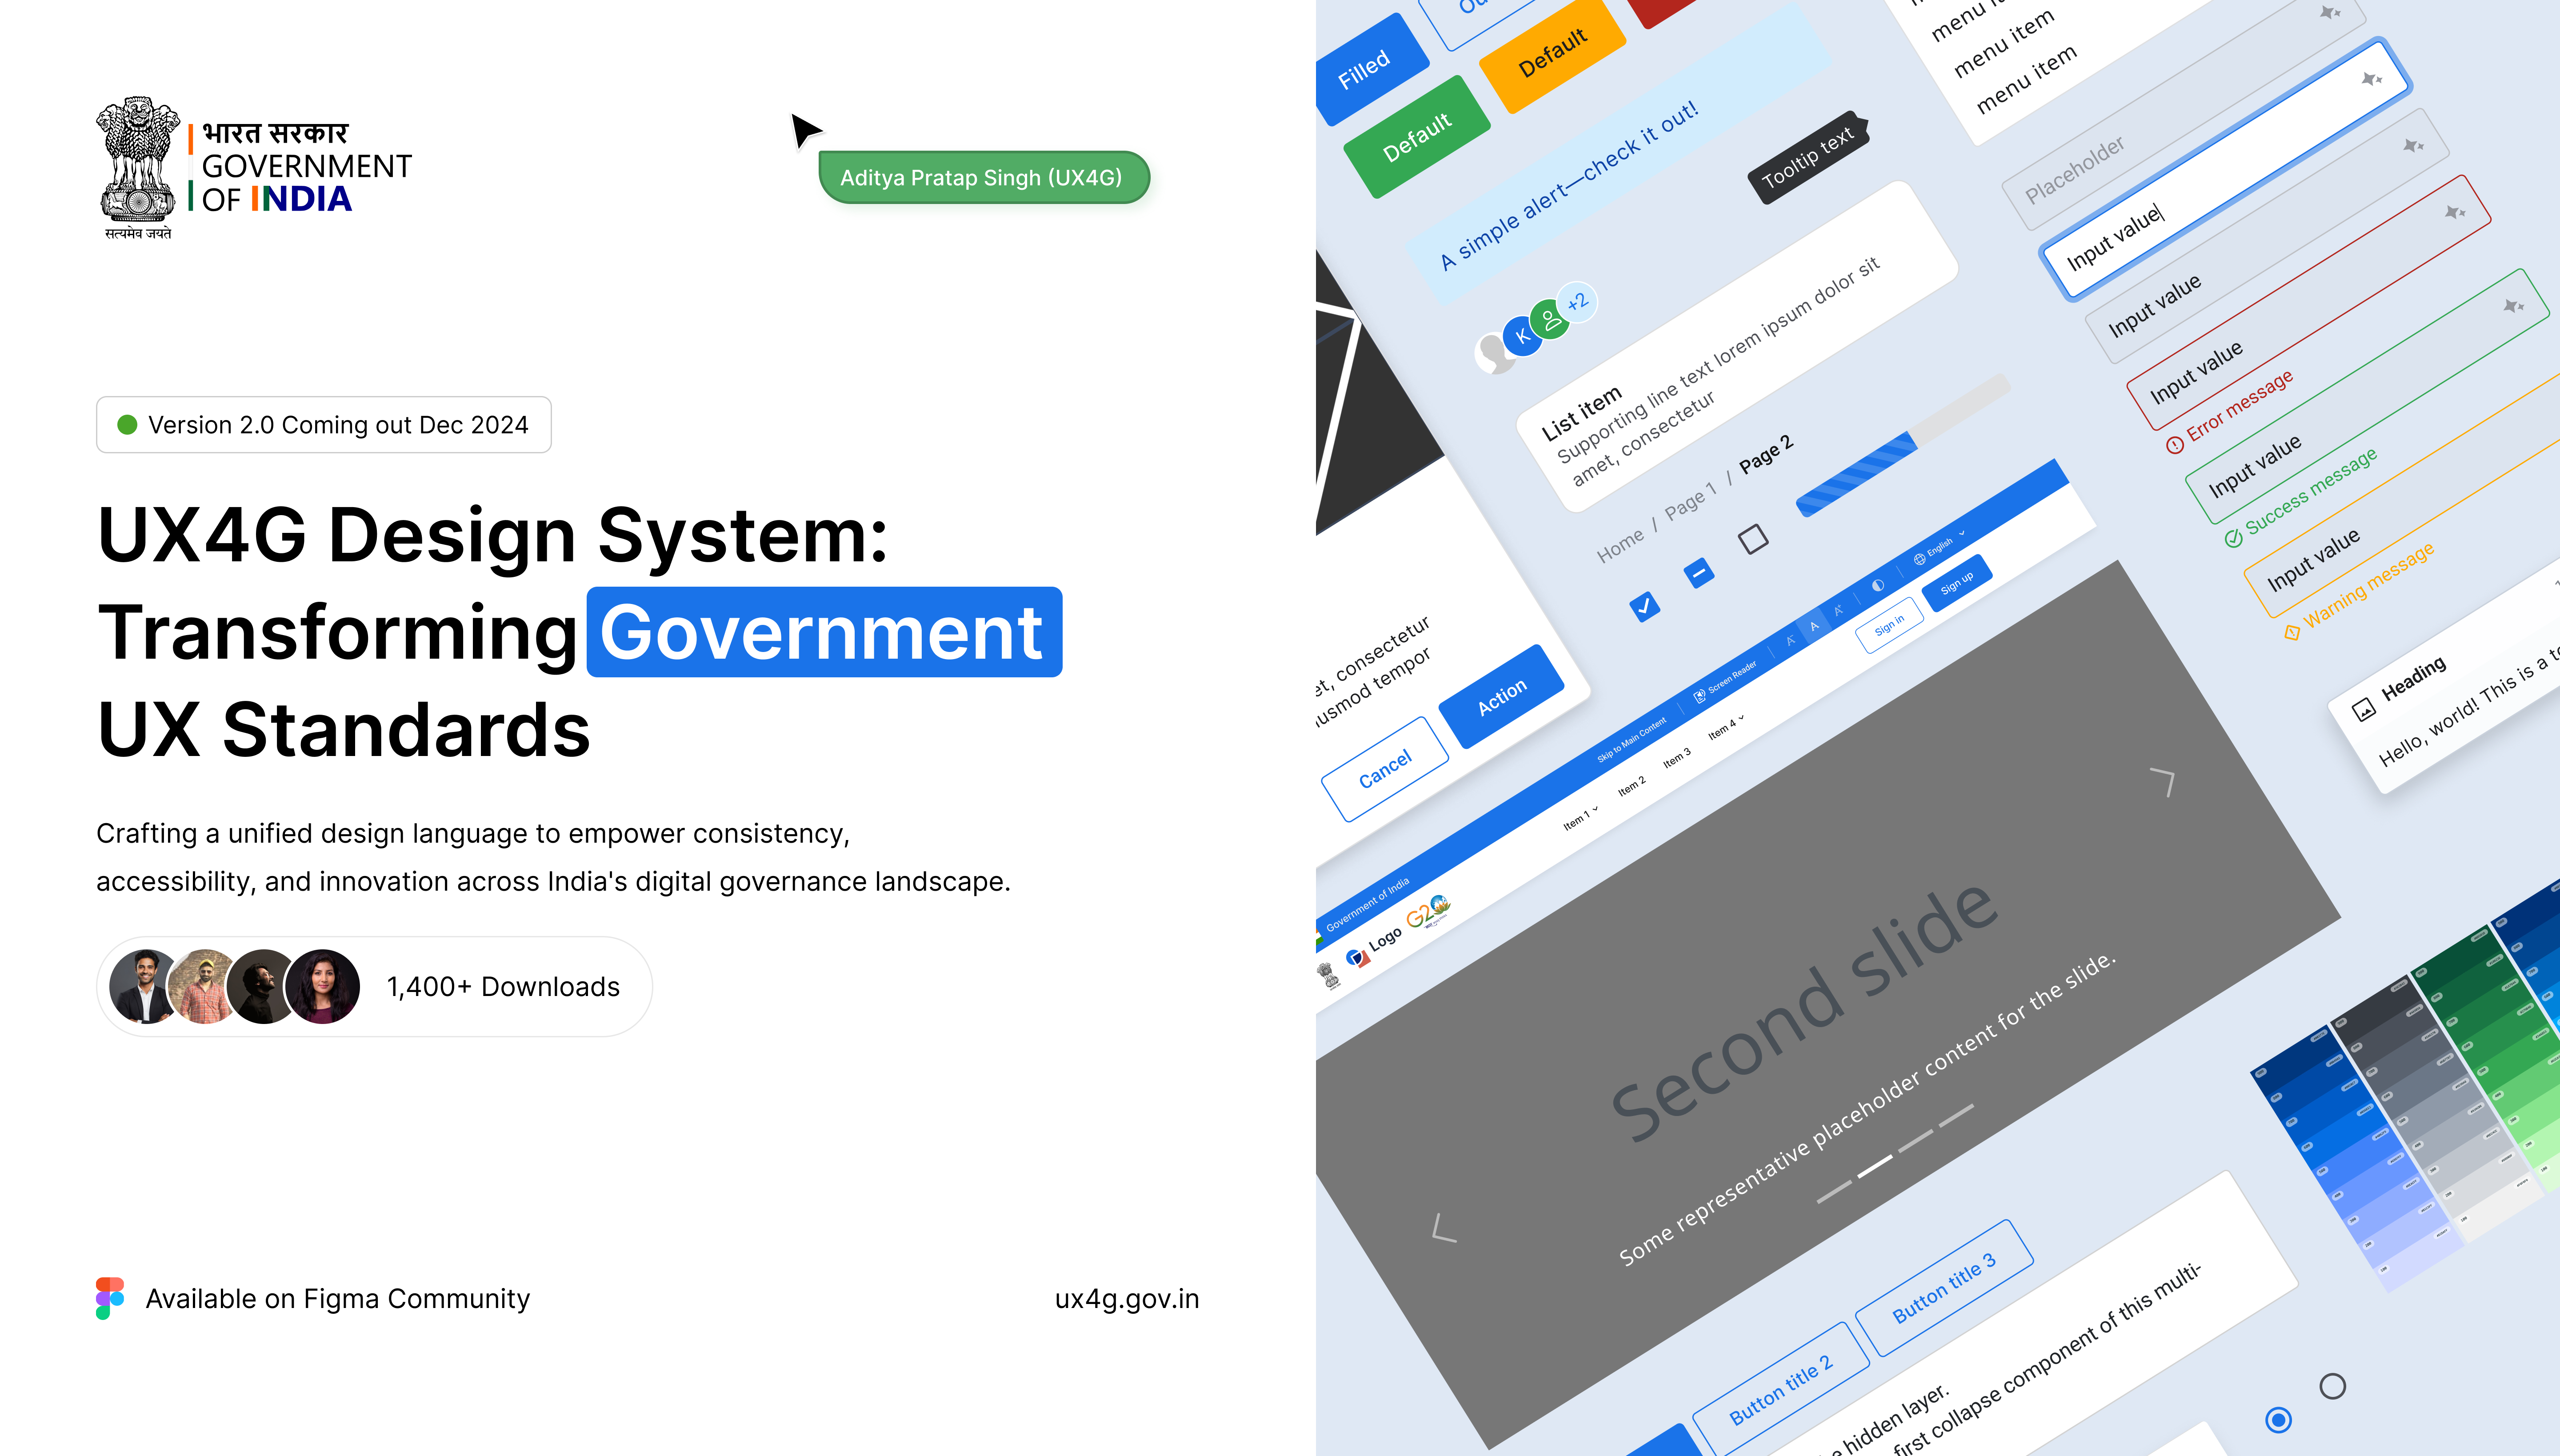 भारत सरकार
GOVERNMENT
OF INDIA
सत्यमेव जयते
Aditya Pratap Singh (UX4G)
Version 2.0 Coming out Dec 2024
UX4G Design System:
Transforming Government
UX Standards
Crafting a unified design language to empower consistency,
accessibility, and innovation across India's digital governance landscape.
1,400+ Downloads
Available on Figma Community
ux4g.gov.in
Filled
Default
Default
A simple alert—check it out!
Tooltip text
menu item
menu item
Placeholder
Input value
Input value
Input value
Error message
Input value
Success message
Input value
Warning message
K
+2
List item
Supporting line text lorem ipsum dolor sit
amet, consectetur
Home / Page 1 / Page 2
consectetur
tempor
Cancel
Action
Government of India
Skip to Main Content
Screen Reader
A
English
Logo
G20
Item 1
Item 2
Item 3
Item 4
Sign in
Sign up
Heading
Hello, world! This is a
Second slide
Some representative placeholder content for the slide.
Button title 2
Button title 3
hidden layer.
first collapse component of this multi-